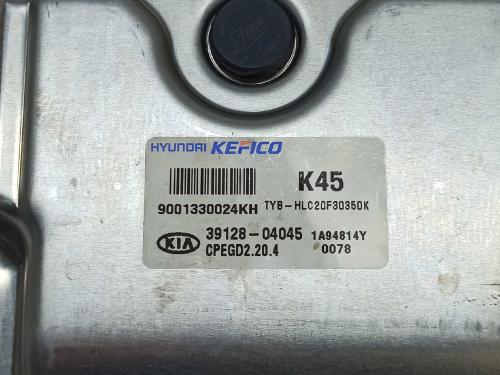 HYUNDAI KEFICO
K45
9001330024KH TYB-HLC20F30350K
KIA 39128-04045 1A94814Y
CPEGD2.20.4 0078